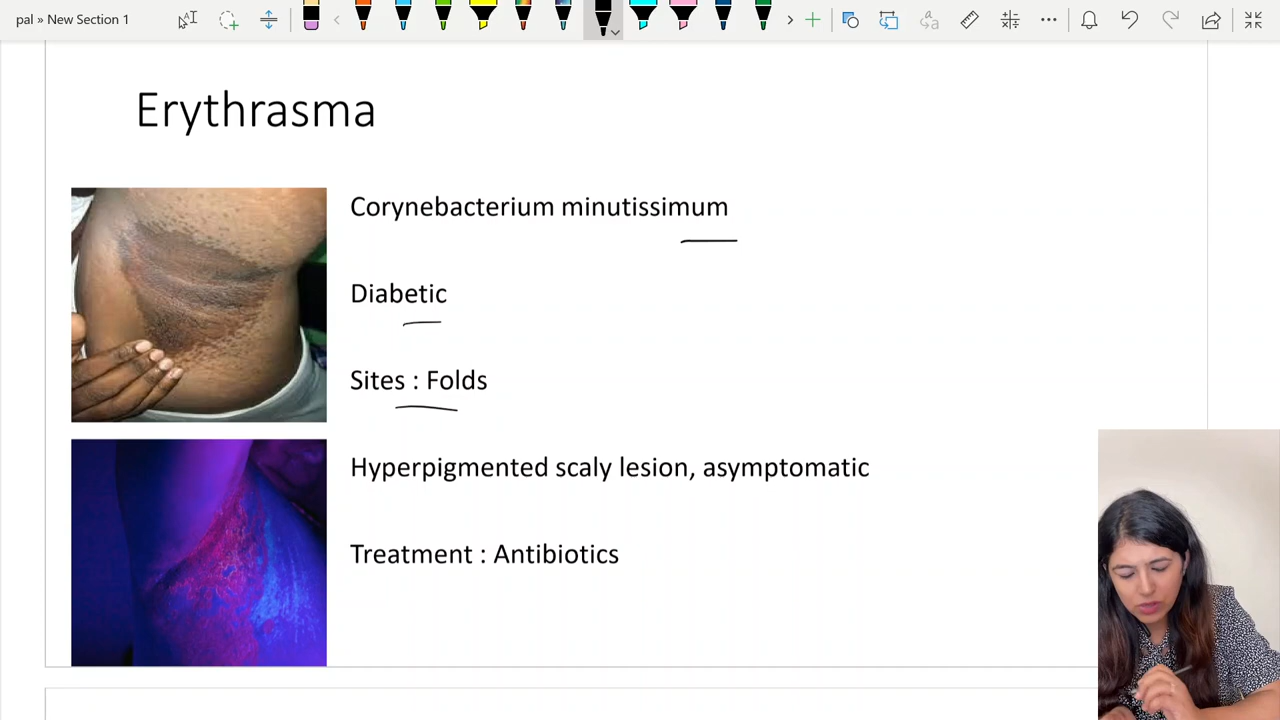 pal » New Section 1
Erythrasma
Corynebacterium minutissimum
Diabetic
Sites : Folds
Hyperpigmented scaly lesion, asymptomatic
Treatment : Antibiotics